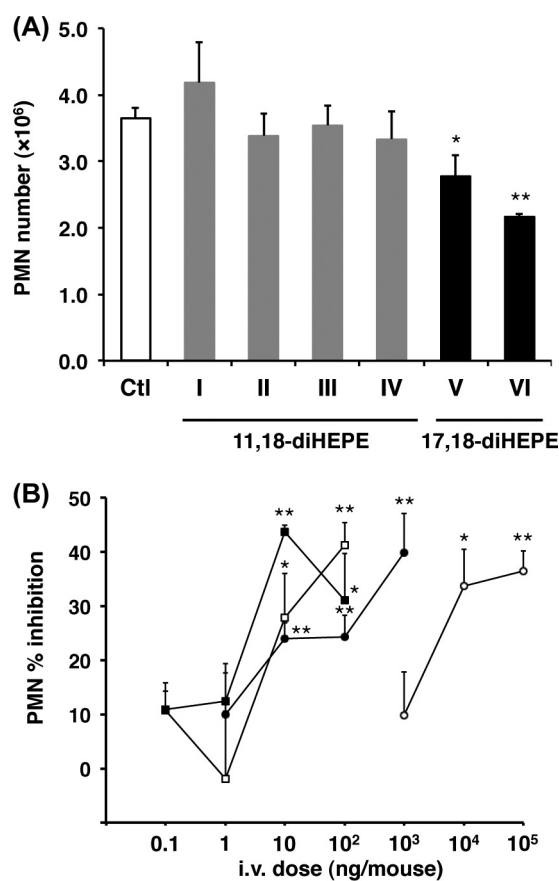 (A)
PMN number (×10⁶)
5.0
4.0
3.0
2.0
1.0
0.0
*
**
Ctl I II III IV V VI
11,18-diHEPE 17,18-diHEPE
(B)
PMN % inhibition
50
40
30
20
10
0
** ** ** * **
*
*
**
**
0.1 1 10 10² 10³ 10⁴ 10⁵
i.v. dose (ng/mouse)